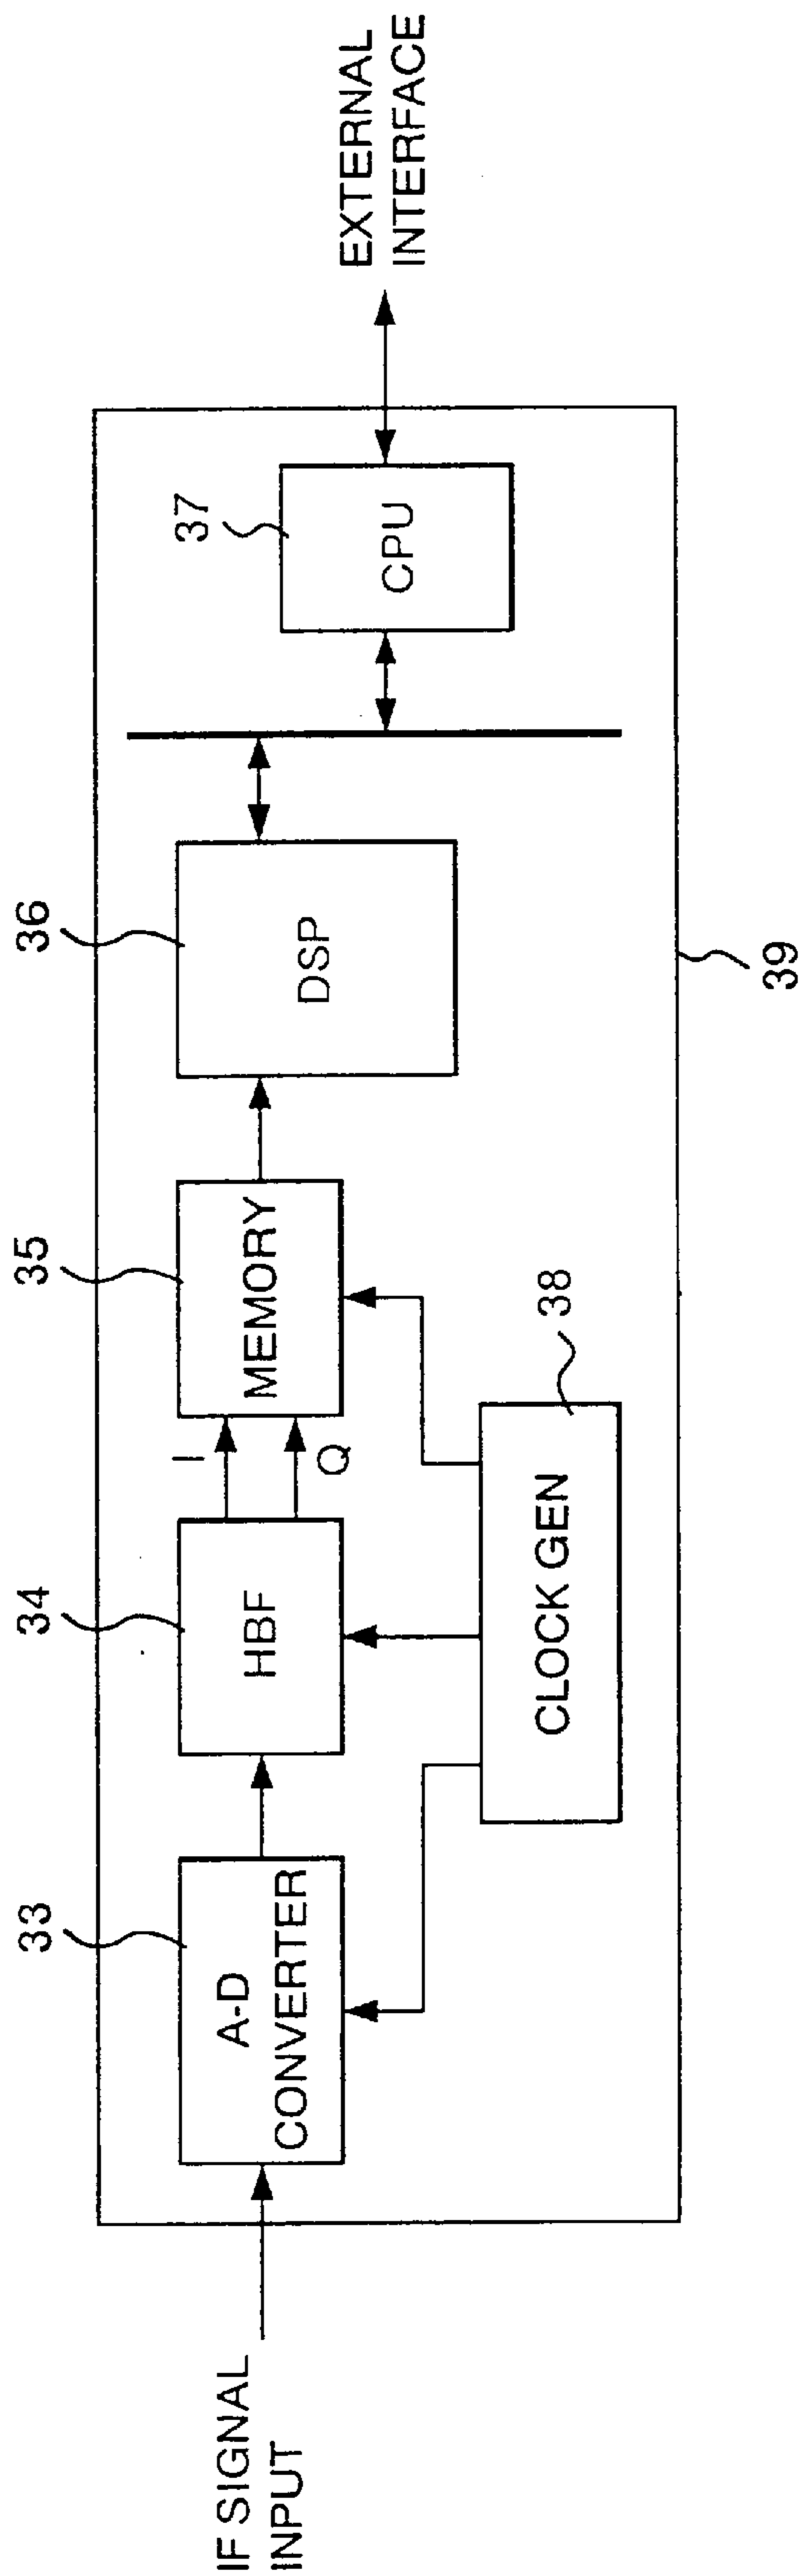 IF SIGNAL
INPUT
33
A-D
CONVERTER
34
HBF
I
Q
35
MEMORY
36
DSP
37
CPU
EXTERNAL
INTERFACE
38
CLOCK GEN
39